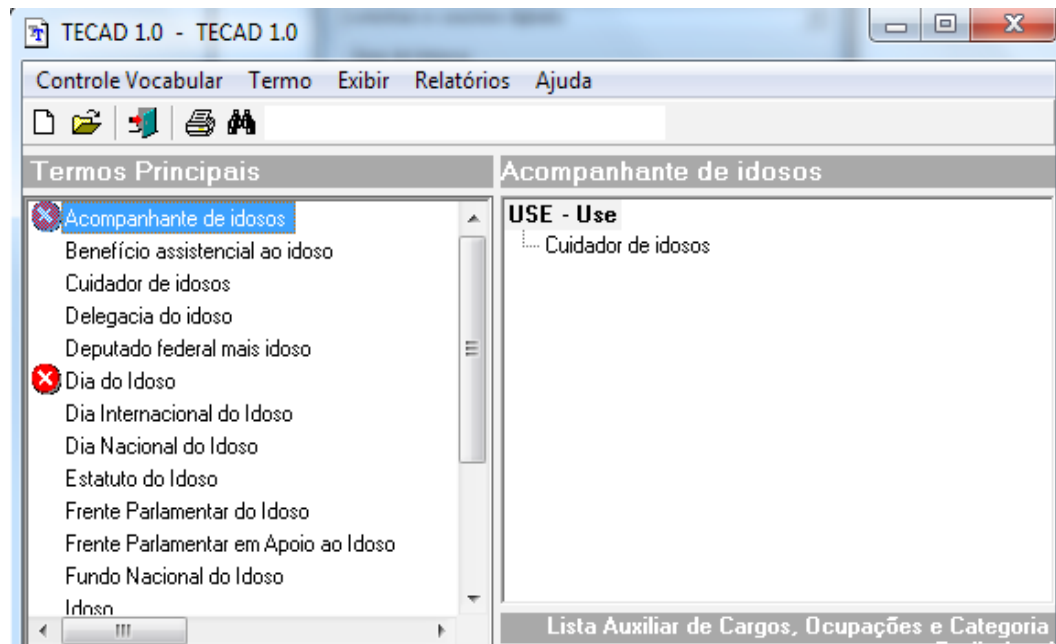 TECAD 1.0 - TECAD 1.0
Controle Vocabular Termo Exibir Relatórios Ajuda
Termos Principais
Acompanhante de idosos
Benefício assistencial ao idoso
Cuidador de idosos
Delegacia do idoso
Deputado federal mais idoso
Dia do Idoso
Dia Internacional do Idoso
Dia Nacional do Idoso
Estatuto do Idoso
Frente Parlamentar do Idoso
Frente Parlamentar em Apoio ao Idoso
Fundo Nacional do Idoso
Idoso
Acompanhante de idosos
USE - Use
Cuidador de idosos
Lista Auxiliar de Cargos, Ocupações e Categoria